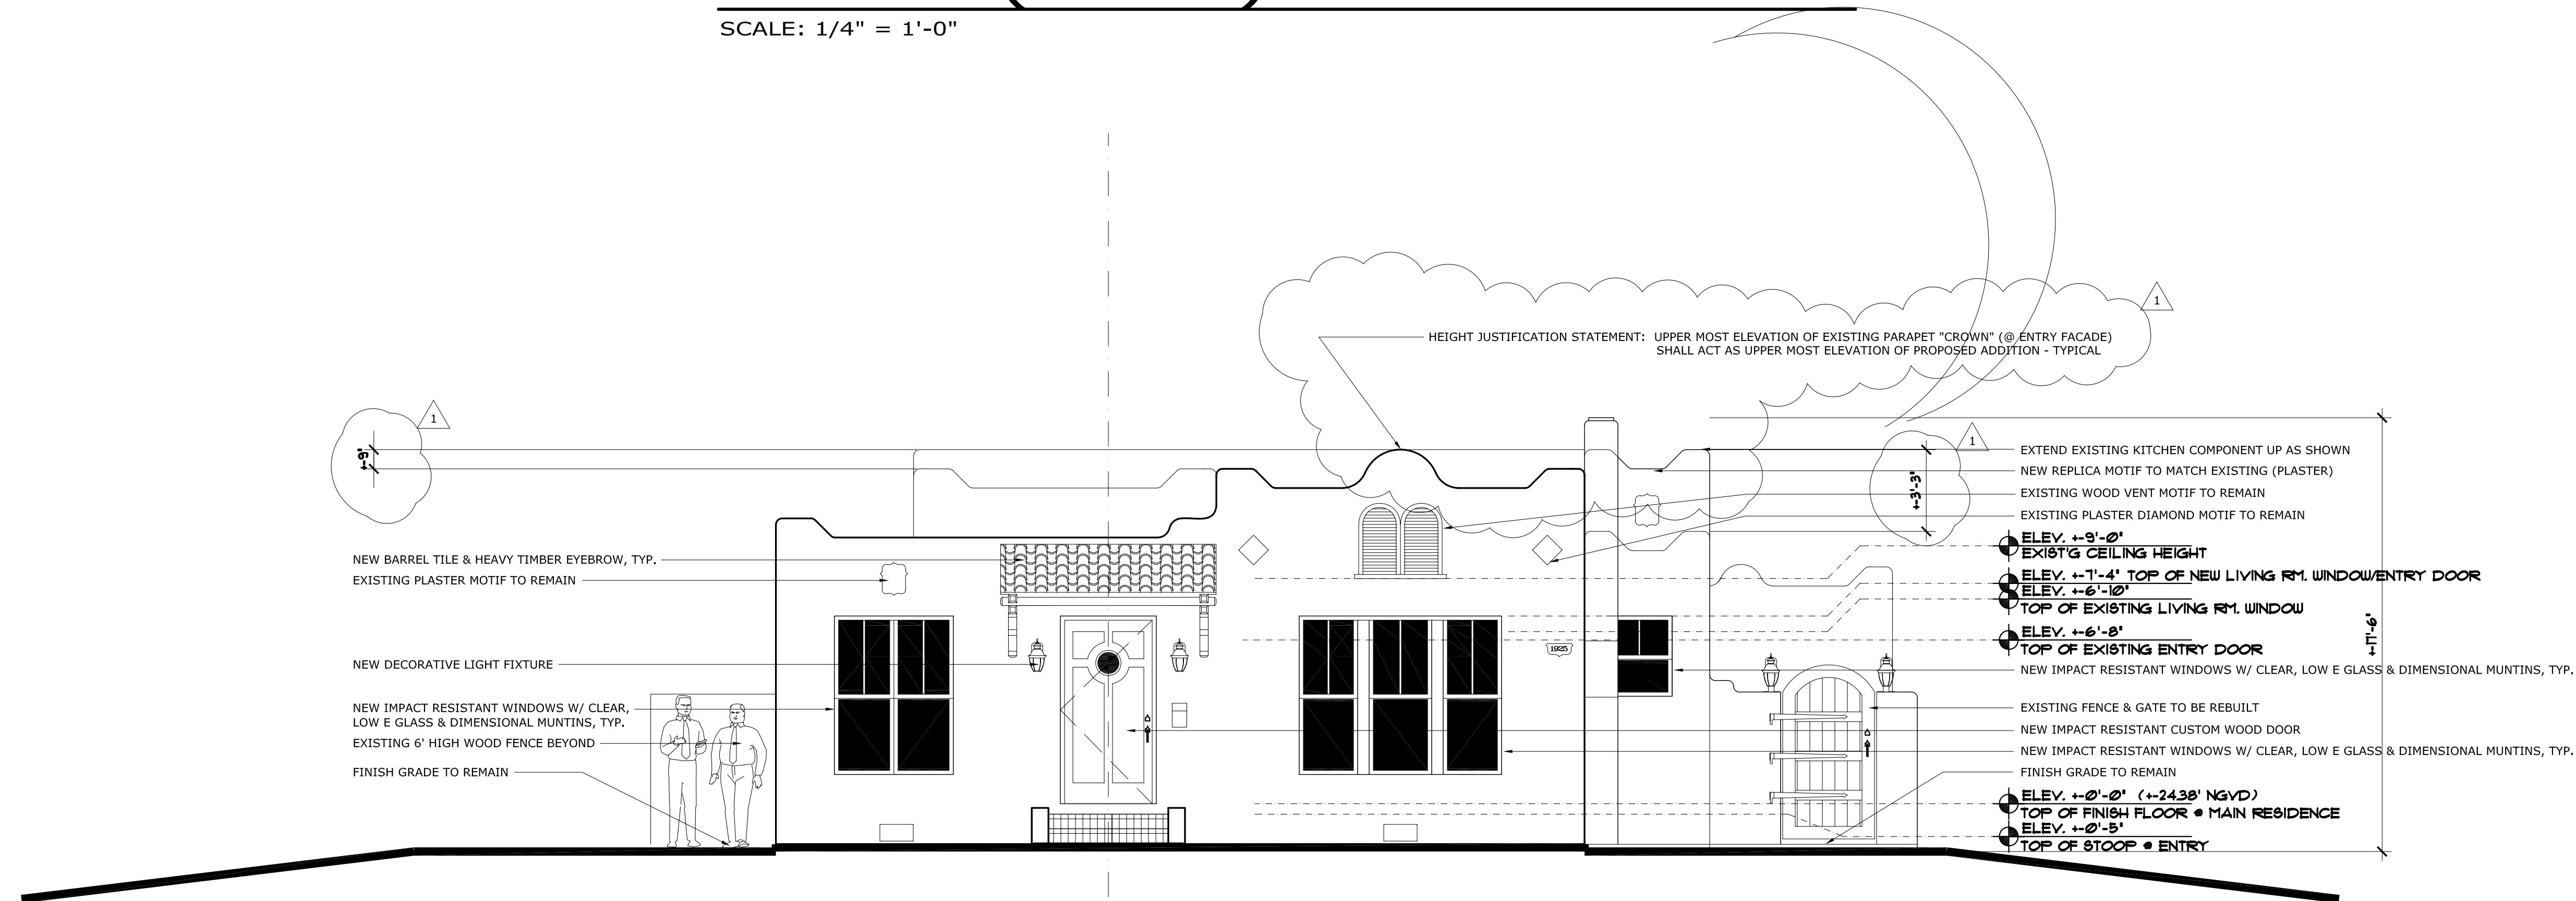 SCALE: 1/4" = 1'-0"
1
HEIGHT JUSTIFICATION STATEMENT: UPPER MOST ELEVATION OF EXISTING PARAPET "CROWN" (@ ENTRY FACADE)
SHALL ACT AS UPPER MOST ELEVATION OF PROPOSED ADDITION - TYPICAL
1
+-9"
1
+-3'-3"
+-17'-6"
NEW BARREL TILE & HEAVY TIMBER EYEBROW, TYP.
EXISTING PLASTER MOTIF TO REMAIN
NEW DECORATIVE LIGHT FIXTURE
NEW IMPACT RESISTANT WINDOWS W/ CLEAR,
LOW E GLASS & DIMENSIONAL MUNTINS, TYP.
EXISTING 6' HIGH WOOD FENCE BEYOND
FINISH GRADE TO REMAIN
1925
EXTEND EXISTING KITCHEN COMPONENT UP AS SHOWN
NEW REPLICA MOTIF TO MATCH EXISTING (PLASTER)
EXISTING WOOD VENT MOTIF TO REMAIN
EXISTING PLASTER DIAMOND MOTIF TO REMAIN
ELEV. +-9'-0"
EXIST'G CEILING HEIGHT
ELEV. +-7'-4" TOP OF NEW LIVING RM. WINDOW/ENTRY DOOR
ELEV. +-6'-10"
TOP OF EXISTING LIVING RM. WINDOW
ELEV. +-6'-8"
TOP OF EXISTING ENTRY DOOR
NEW IMPACT RESISTANT WINDOWS W/ CLEAR, LOW E GLASS & DIMENSIONAL MUNTINS, TYP.
EXISTING FENCE & GATE TO BE REBUILT
NEW IMPACT RESISTANT CUSTOM WOOD DOOR
NEW IMPACT RESISTANT WINDOWS W/ CLEAR, LOW E GLASS & DIMENSIONAL MUNTINS, TYP.
FINISH GRADE TO REMAIN
ELEV. +-0'-0" (+-24.38' NGVD)
TOP OF FINISH FLOOR @ MAIN RESIDENCE
ELEV. +-0'-5"
TOP OF STOOP @ ENTRY